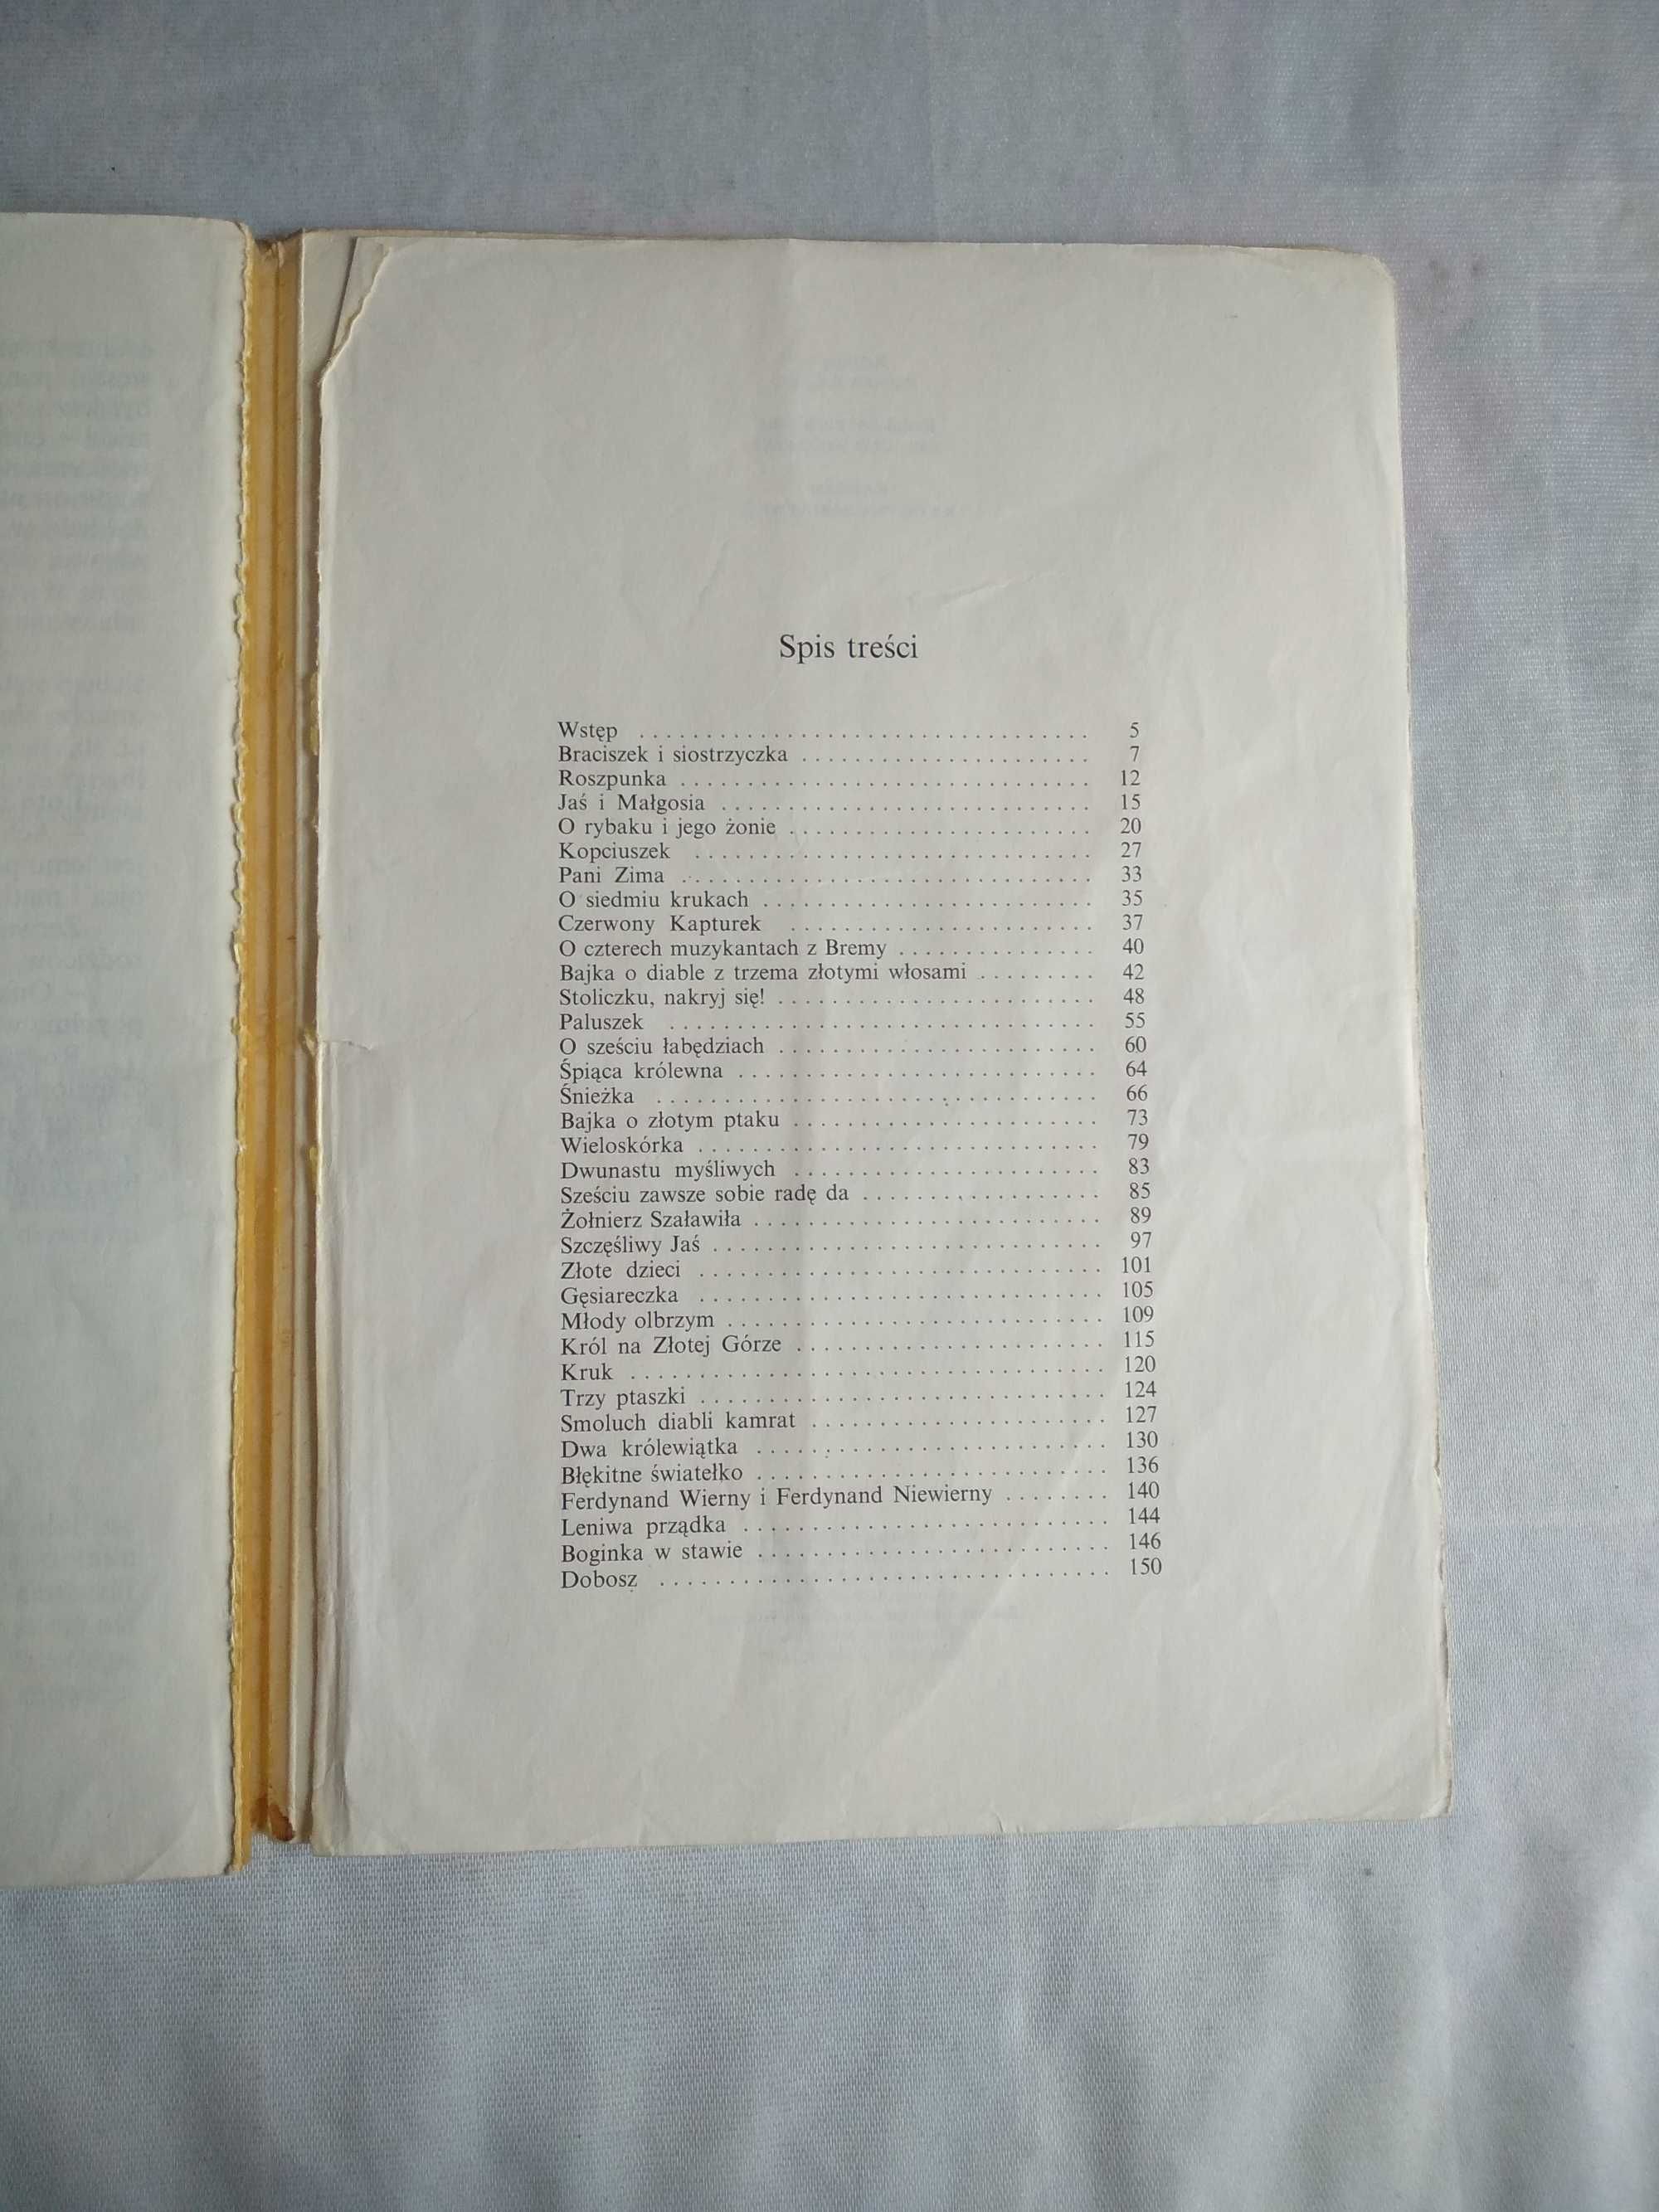 Spis treści
Wstęp 5
Braciszek i siostrzyczka 7
Roszpunka 12
Jaś i Małgosia 15
O rybaku i jego żonie 20
Kopciuszek 27
Pani Zima 33
O siedmiu krukach 35
Czerwony Kapturek 37
O czterech muzykantach z Bremy 40
Bajka o diable z trzema złotymi włosami 42
Stoliczku, nakryj się! 48
Paluszek 55
O sześciu łabędziach 60
Śpiąca królewna 64
Śnieżka 66
Bajka o złotym ptaku 73
Wieloskórka 79
Dwunastu myśliwych 83
Sześciu zawsze sobie radę da 85
Żołnierz Szaławiła 89
Szczęśliwy Jaś 97
Złote dzieci 101
Gęsiareczka 105
Młody olbrzym 109
Król na Złotej Górze 115
Kruk 120
Trzy ptaszki 124
Smoluch diabli kamrat 127
Dwa królewiątka 130
Błękitne światełko 136
Ferdynand Wierny i Ferdynand Niewierny 140
Leniwa prządka 144
Boginka w stawie 146
Dobosz 150